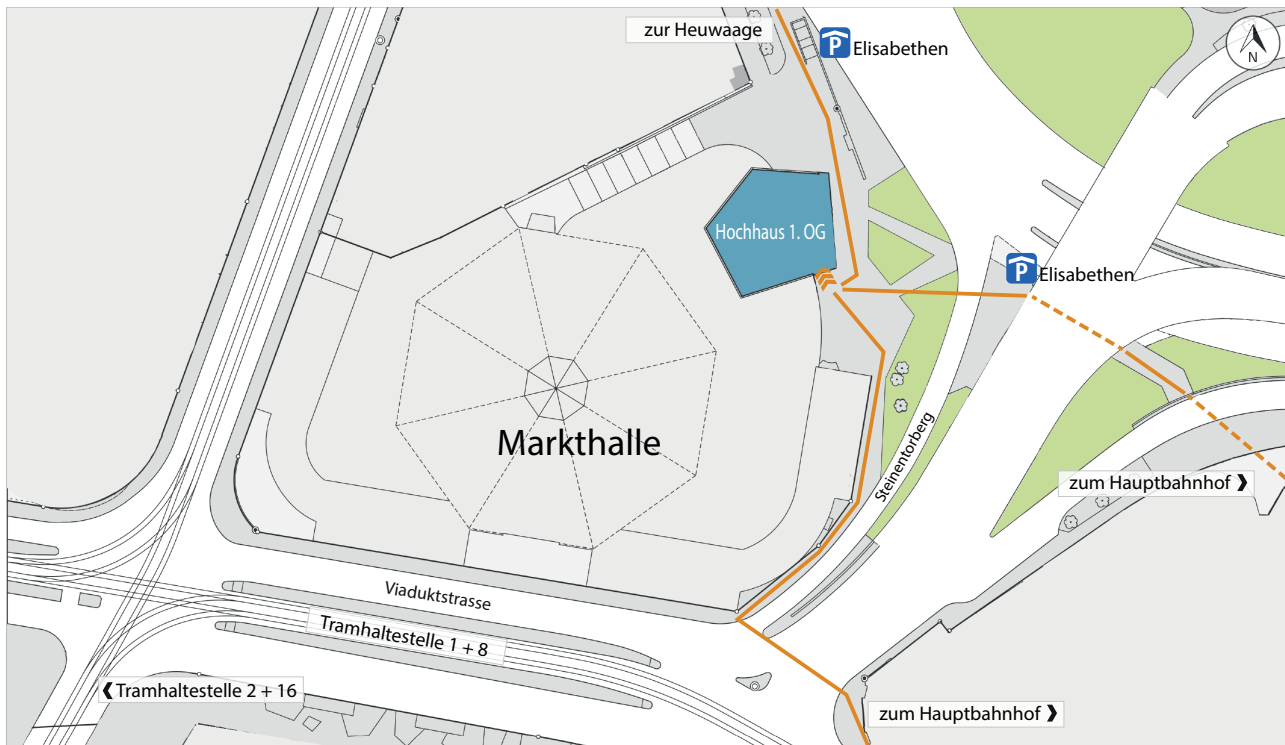 zur Heuwaage
P Elisabethen
N
Hochhaus 1. OG
P Elisabethen
Markthalle
Steinentorberg
zum Hauptbahnhof ❱
Viaduktstrasse
Tramhaltestelle 1 + 8
❰ Tramhaltestelle 2 + 16
zum Hauptbahnhof ❱